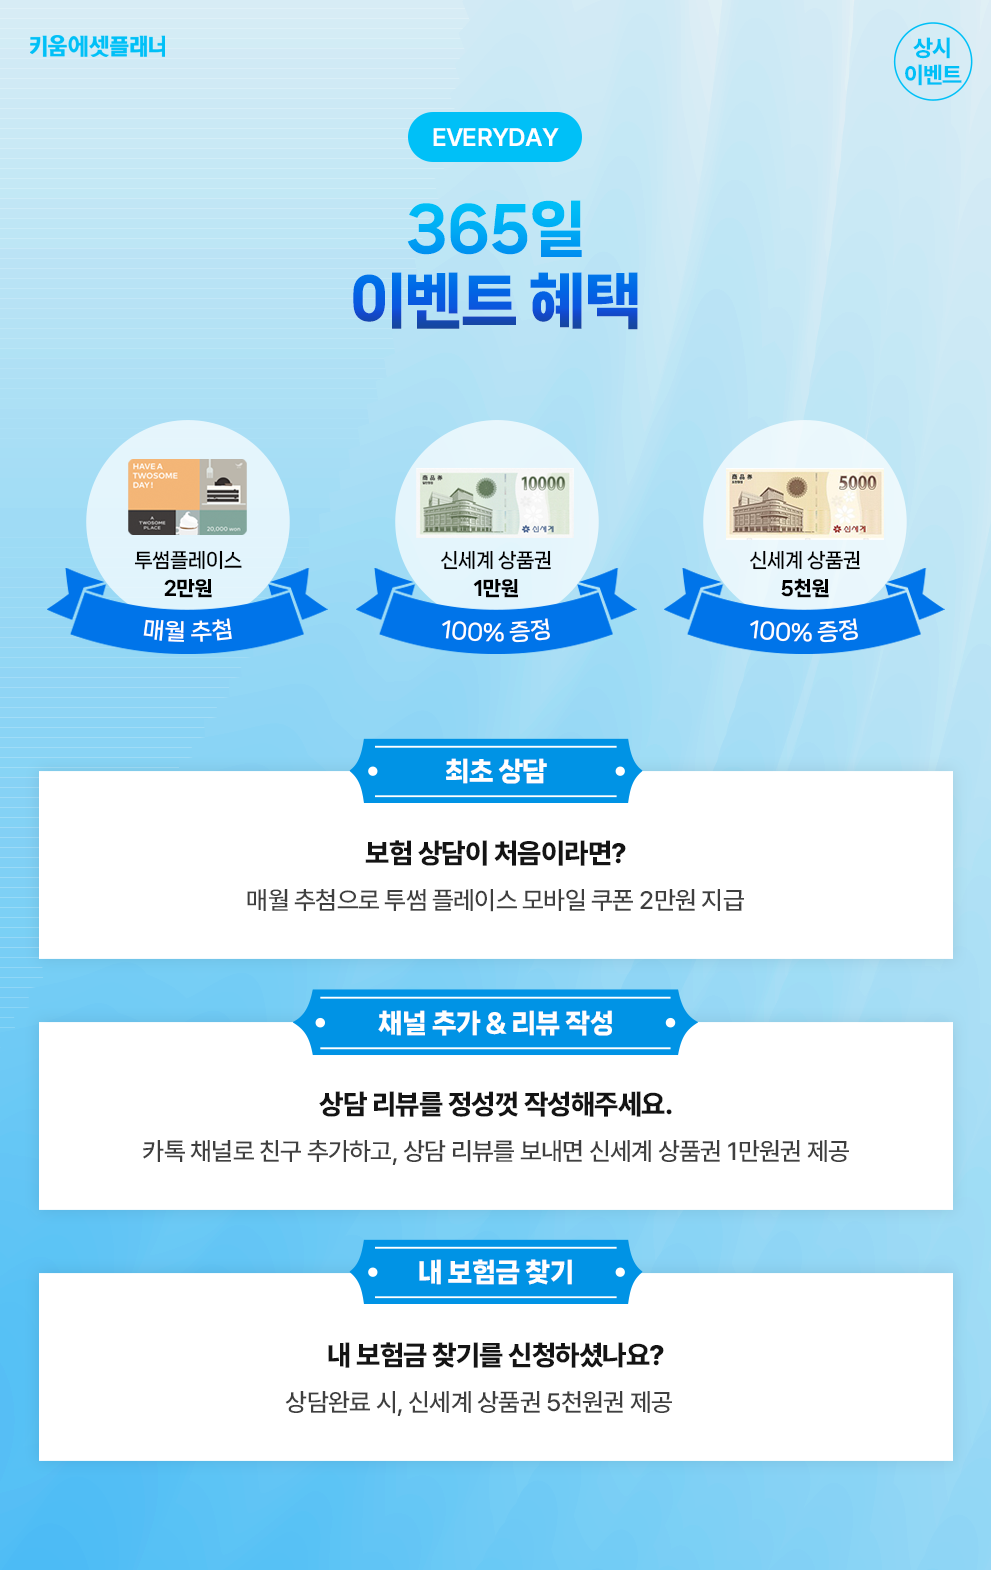 키움에셋플래너
상시
이벤트
EVERYDAY
365일
이벤트 혜택
HAVE A
TWOSOME
DAY!
A
TWOSOME
PLACE
20,000 won
투썸플레이스
2만원
매월 추첨
商品券
10000
신세계
신세계 상품권
1만원
100% 증정
商品券
5000
신세계
신세계 상품권
5천원
100% 증정
최초 상담
보험 상담이 처음이라면?
매월 추첨으로 투썸 플레이스 모바일 쿠폰 2만원 지급
채널 추가 & 리뷰 작성
상담 리뷰를 정성껏 작성해주세요.
카톡 채널로 친구 추가하고, 상담 리뷰를 보내면 신세계 상품권 1만원권 제공
내 보험금 찾기
내 보험금 찾기를 신청하셨나요?
상담완료 시, 신세계 상품권 5천원권 제공